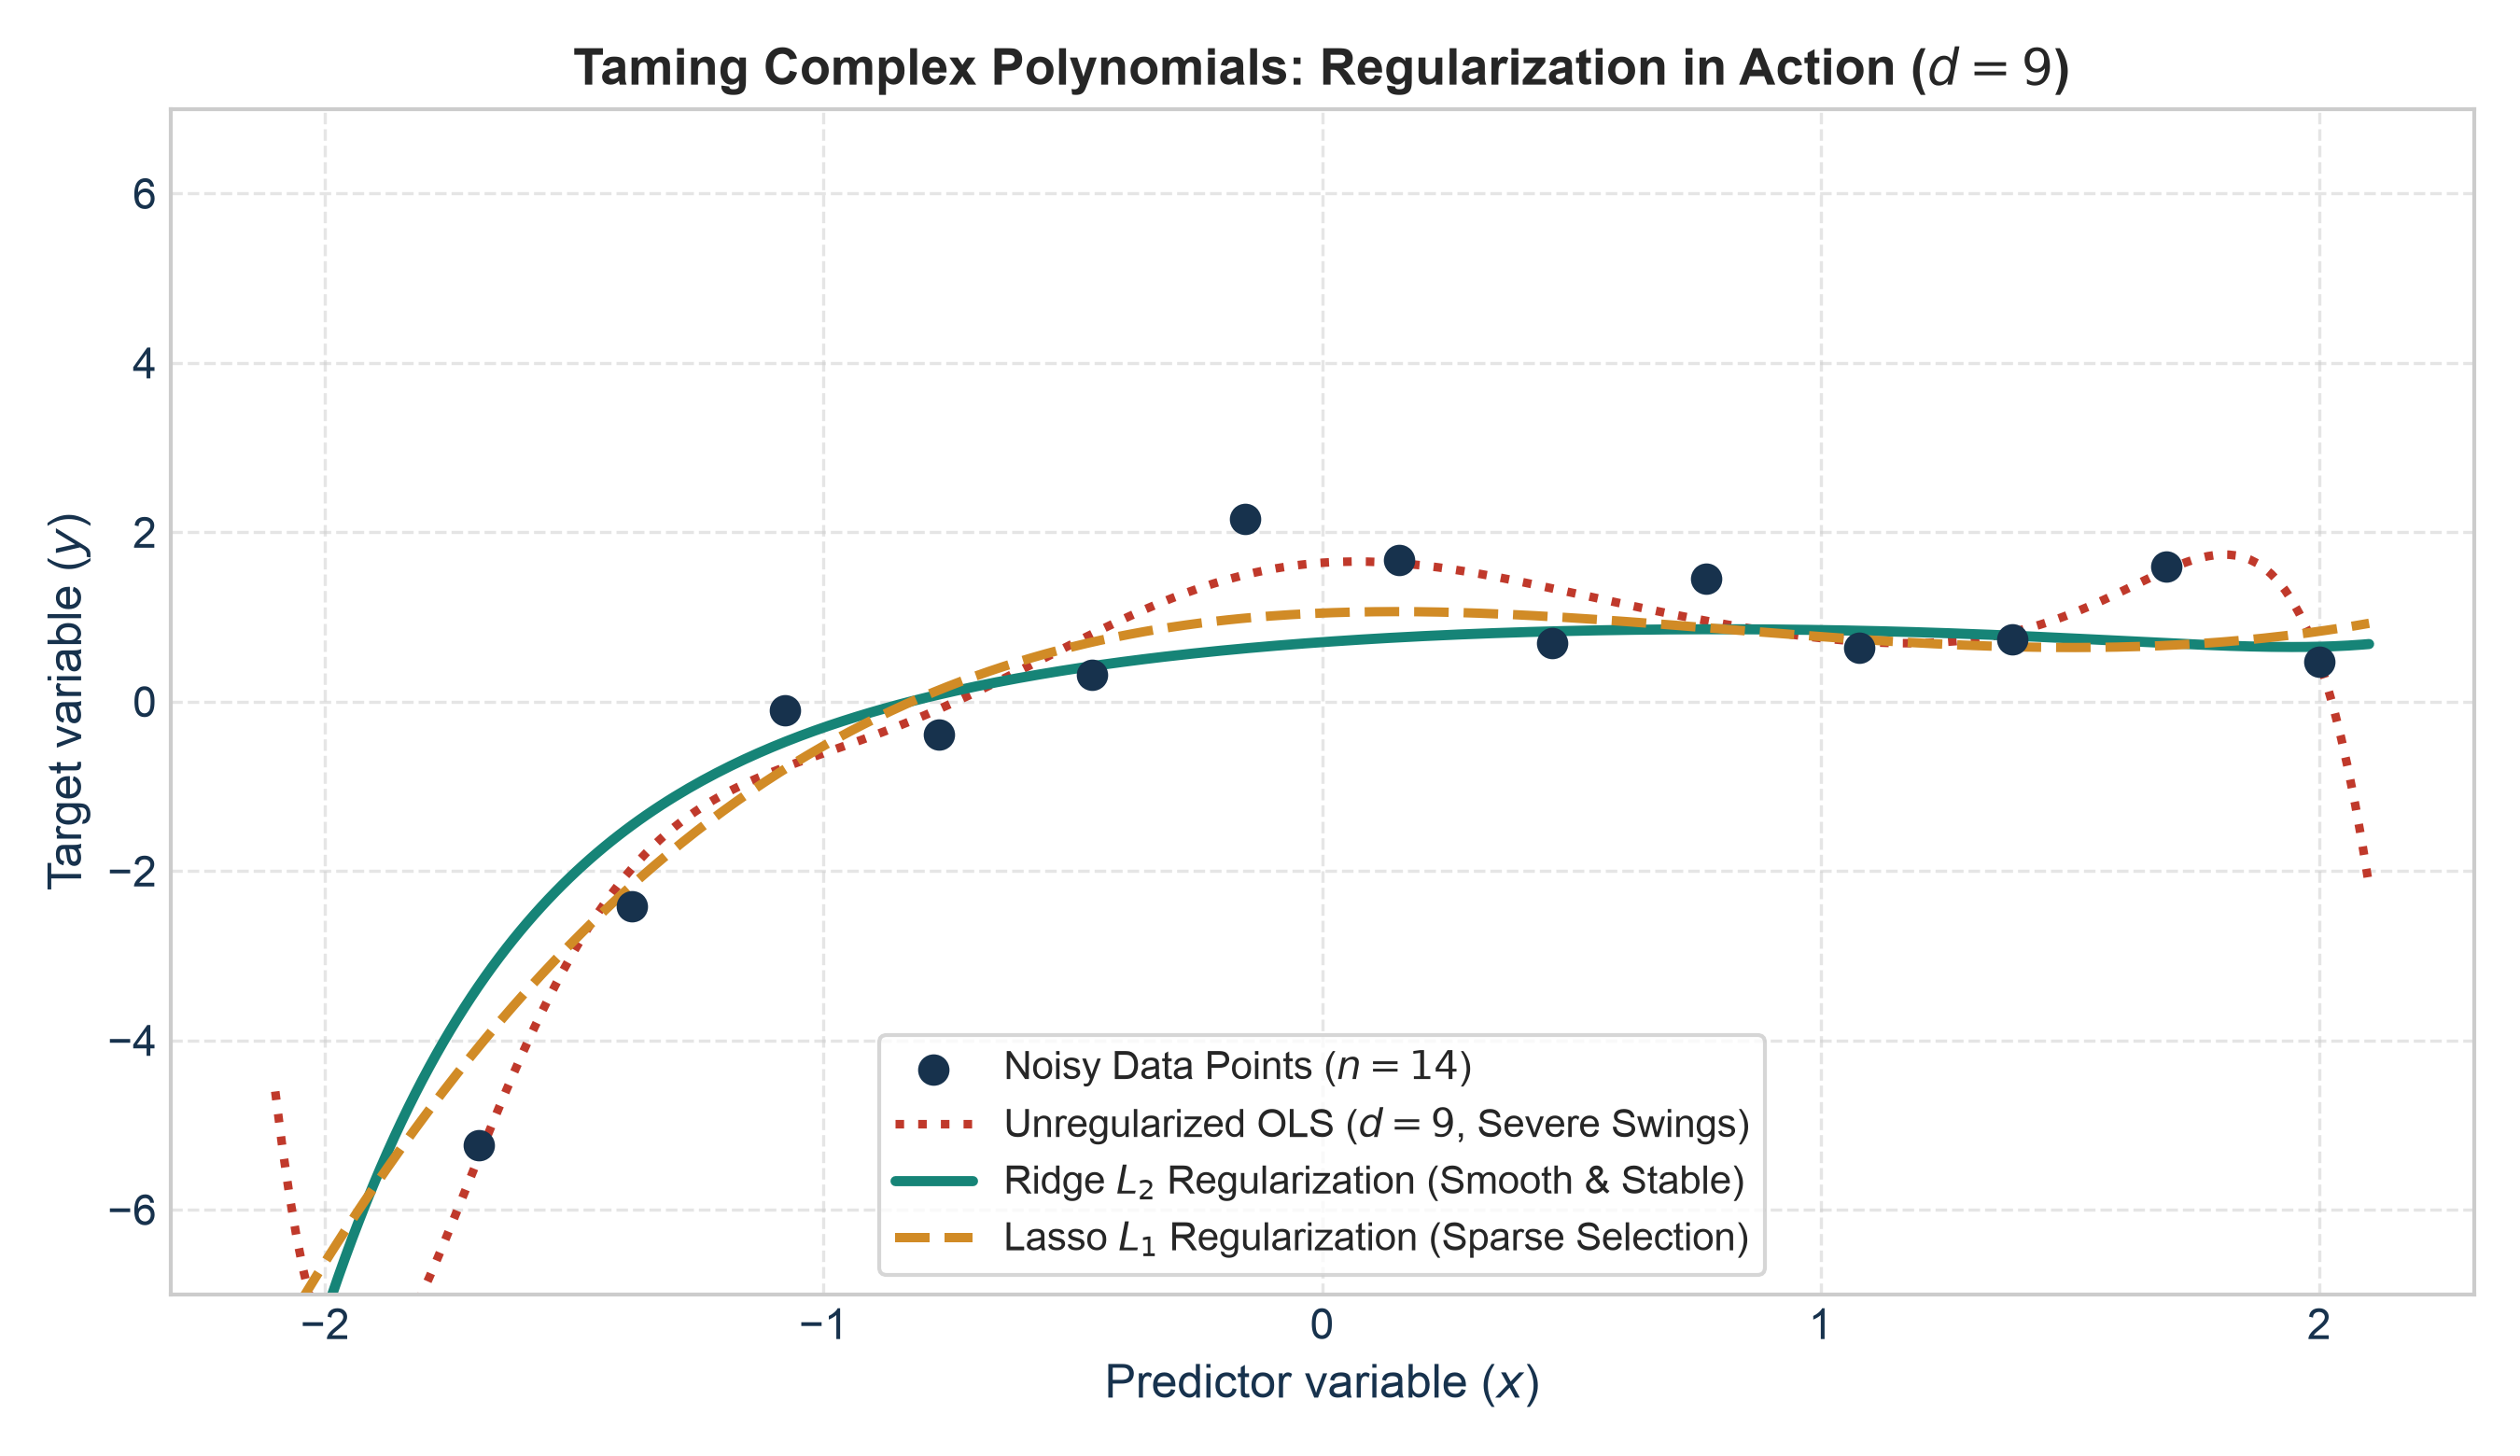 Taming Complex Polynomials: Regularization in Action (d = 9)
6
4
2
0
−2
−4
−6
Target variable (y)
Noisy Data Points (n = 14)
Unregularized OLS (d = 9, Severe Swings)
Ridge L₂ Regularization (Smooth & Stable)
Lasso L₁ Regularization (Sparse Selection)
−2 −1 0 1 2
Predictor variable (x)